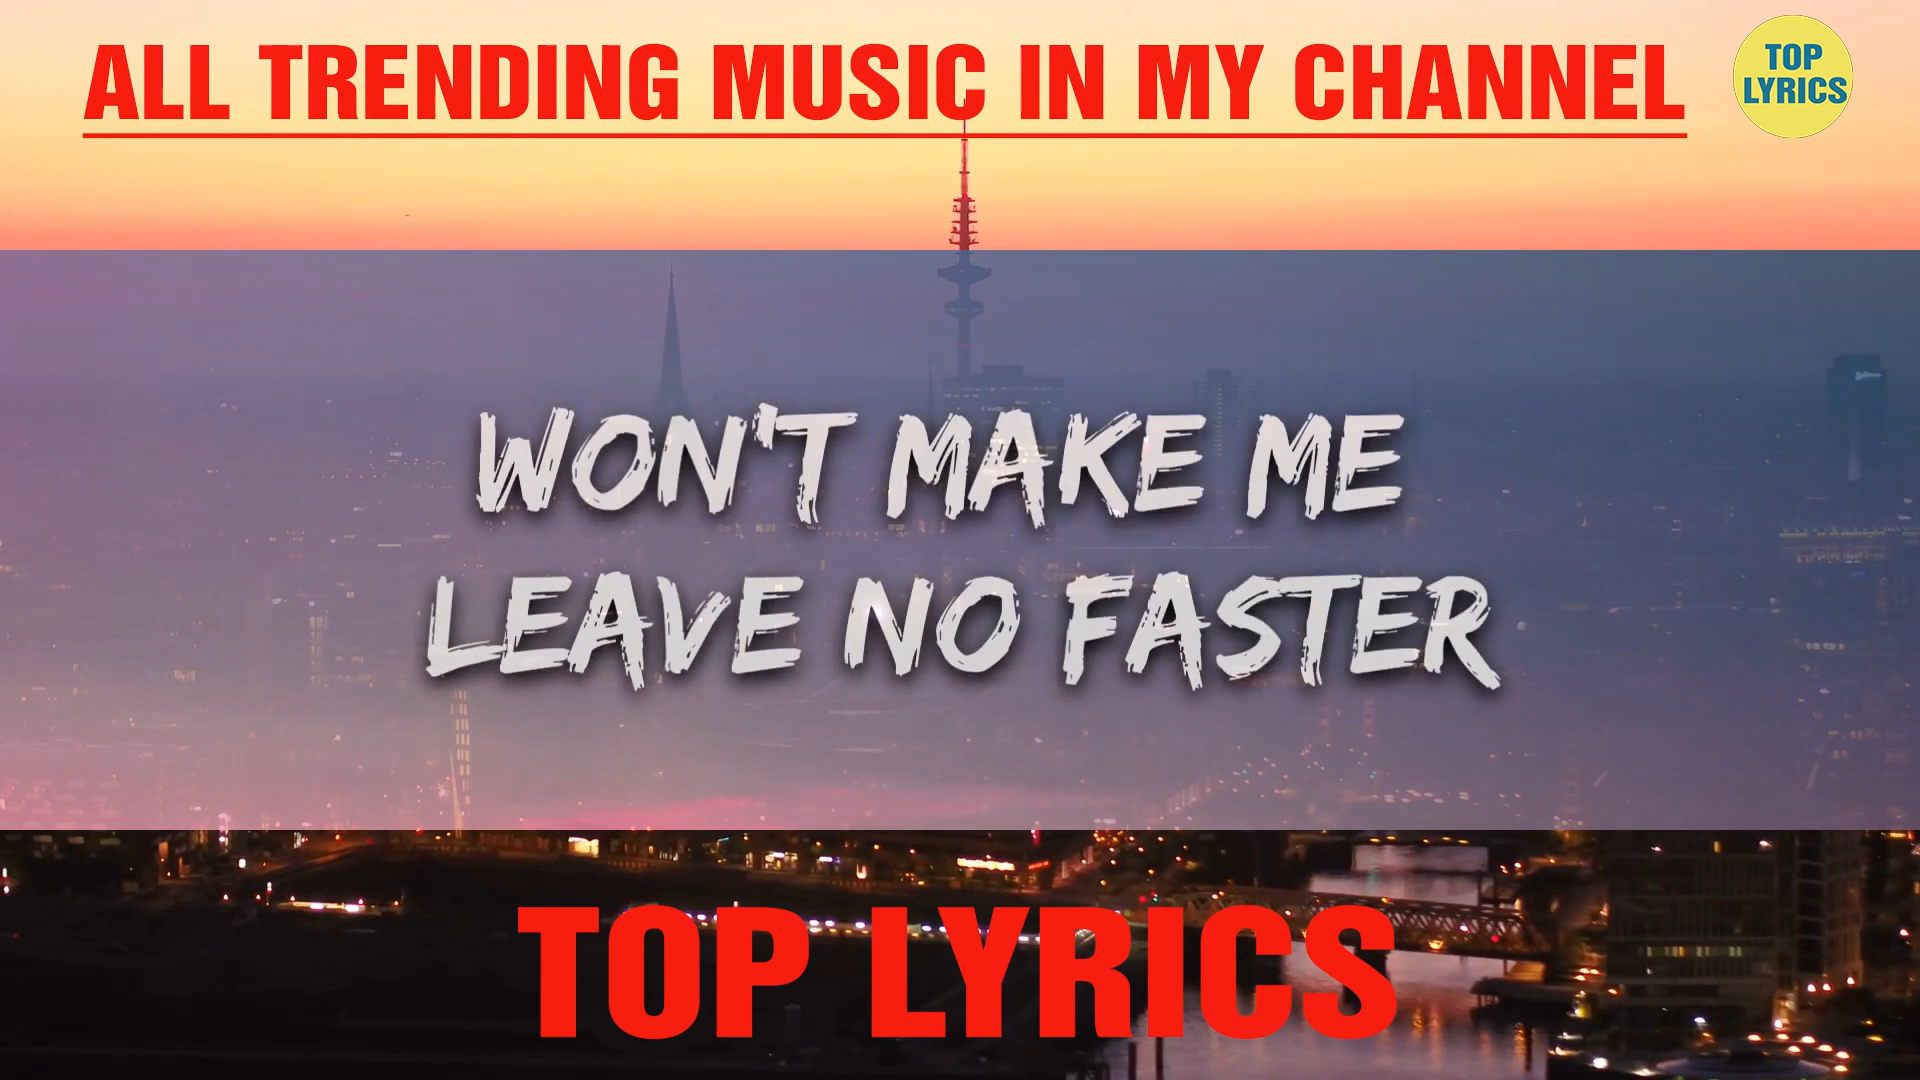 ALL TRENDING MUSIC IN MY CHANNEL
TOP
LYRICS
WON'T MAKE ME
LEAVE NO FASTER
TOP LYRICS